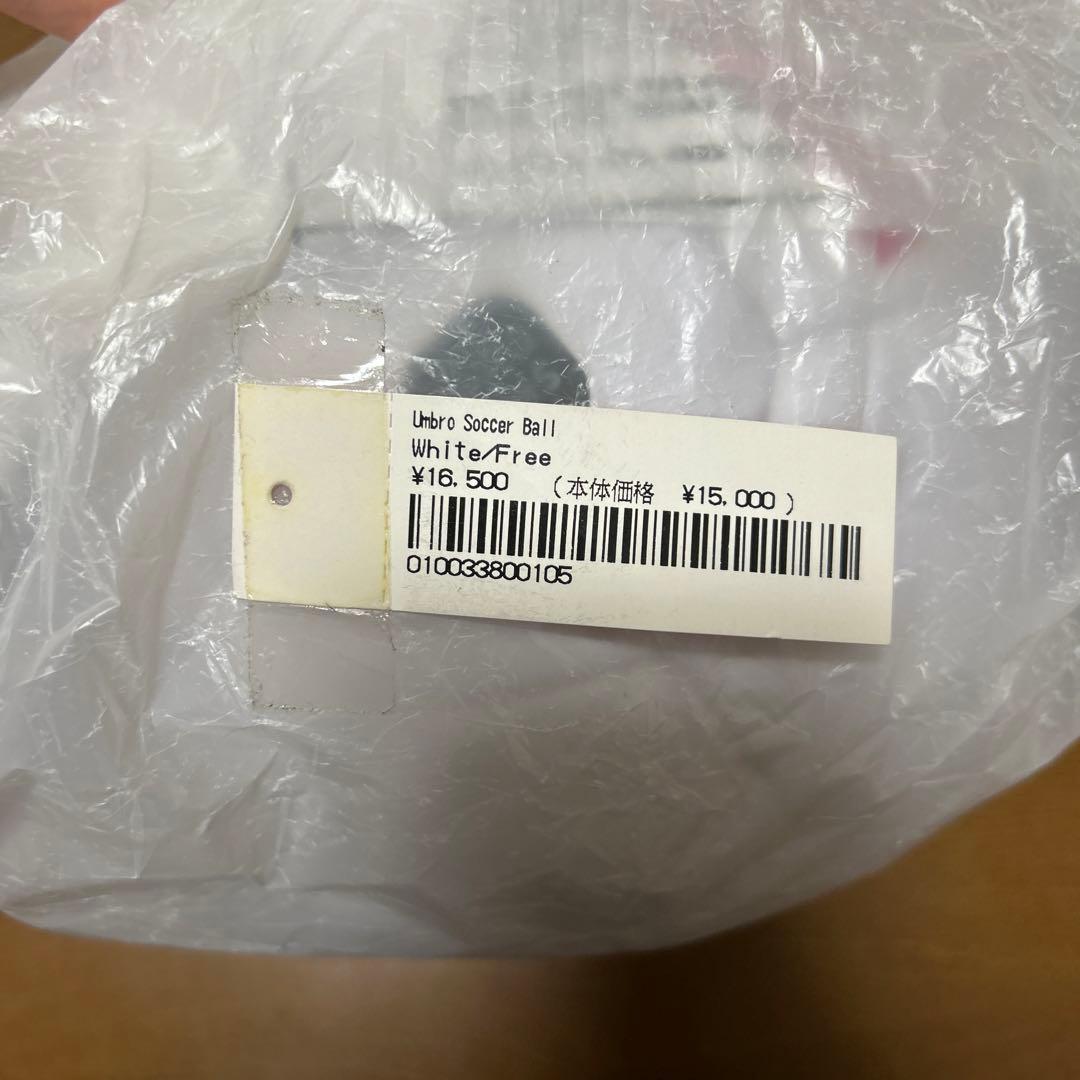 Umbro Soccer Ball
White/Free
¥16,500 (本体価格 ¥15,000)
010033800105